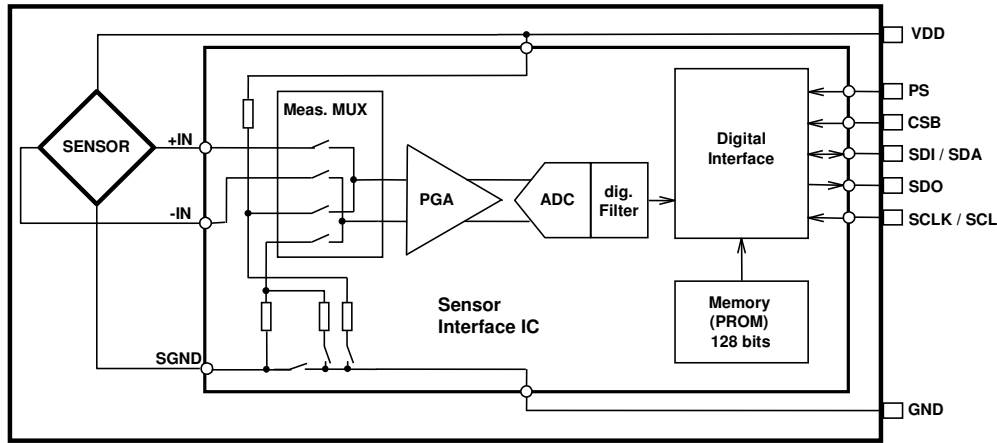 VDD
PS
Meas. MUX
CSB
+IN
SENSOR
Digital
Interface
SDI / SDA
SDO
PGA
ADC
dig.
Filter
-IN
SCLK / SCL
Sensor
Interface IC
Memory
(PROM)
128 bits
SGND
GND